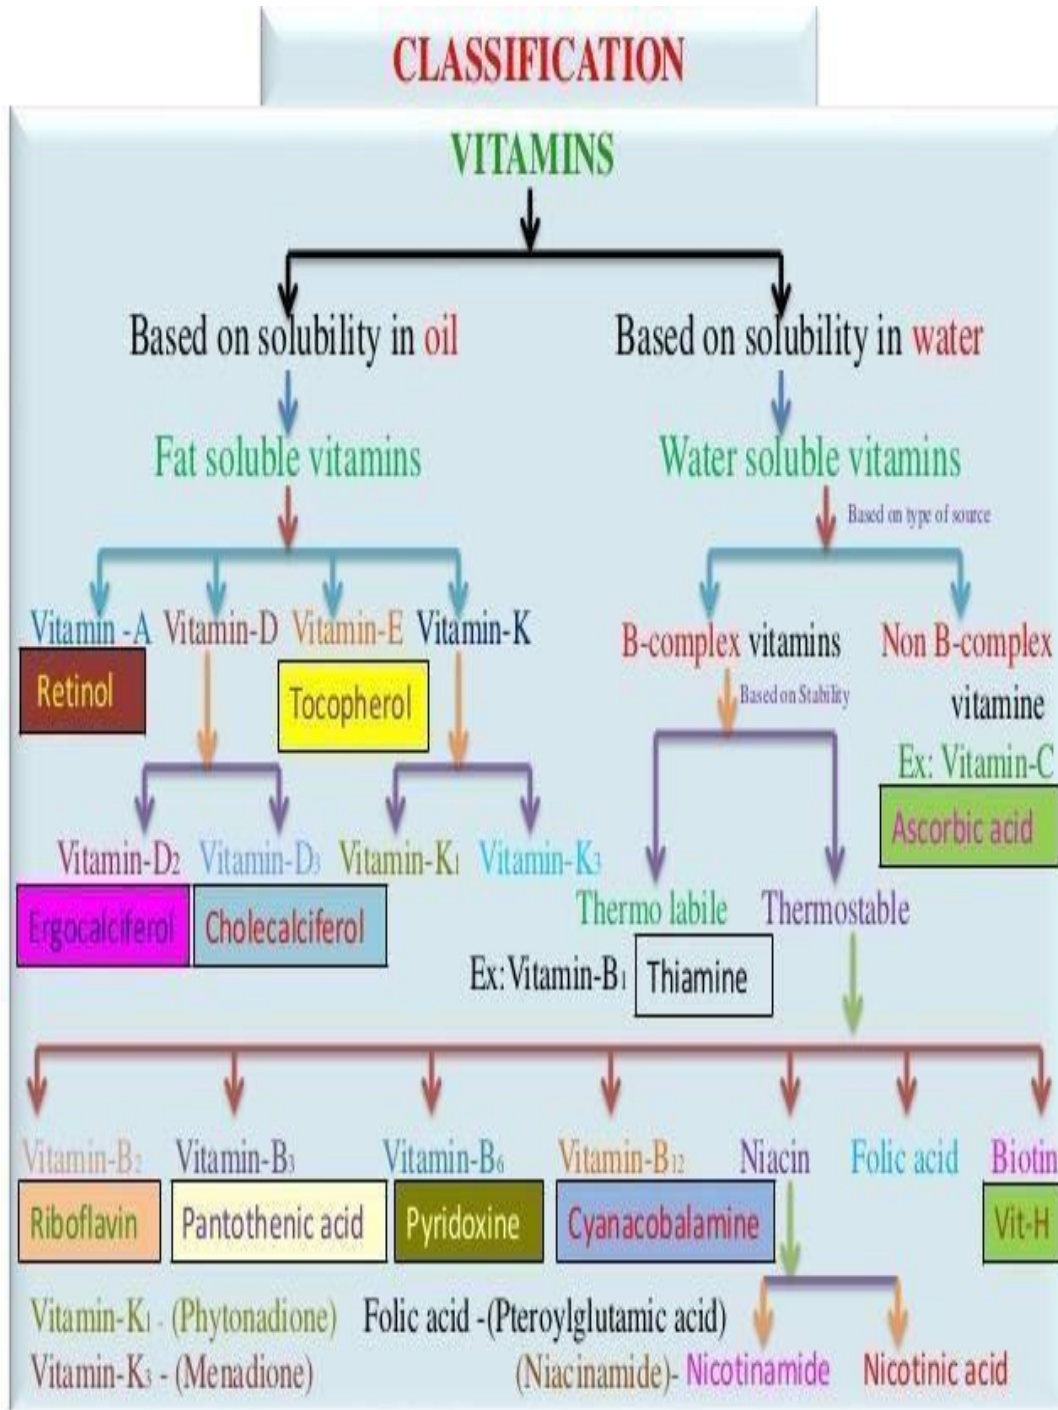 CLASSIFICATION
VITAMINS
Based on solubility in oil
Based on solubility in water
Fat soluble vitamins
Water soluble vitamins
Based on type of source
Vitamin -A Vitamin-D Vitamin-E Vitamin-K
Retinol
Tocopherol
B-complex vitamins
Non B-complex
vitamine
Based on Stability
Ex: Vitamin-C
Ascorbic acid
Vitamin-D₂ Vitamin-D₃ Vitamin-K₁ Vitamin-K₃
Ergocalciferol
Cholecalciferol
Thermo labile
Thermostable
Ex:Vitamin-B₁
Thiamine
Vitamin-B₂ Vitamin-B₃ Vitamin-B₆ Vitamin-B₁₂ Niacin Folic acid Biotin
Riboflavin
Pantothenic acid
Pyridoxine
Cyanacobalamine
Vit-H
Vitamin-K₁ - (Phytonadione)
Folic acid -(Pteroylglutamic acid)
Vitamin-K₃ - (Menadione)
(Niacinamide)- Nicotinamide
Nicotinic acid